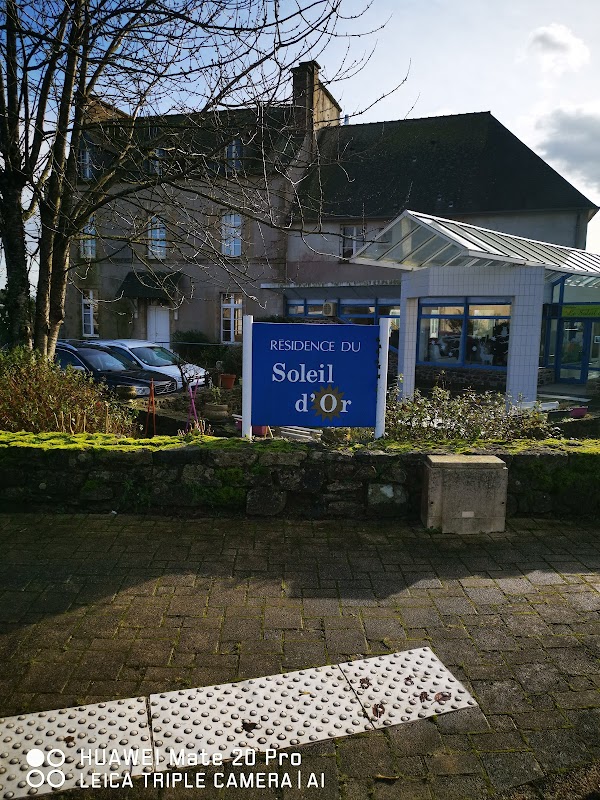 RÉSIDENCE DU
Soleil
d'Or
HUAWEI Mate 20 Pro
LEICA TRIPLE CAMERA | AI